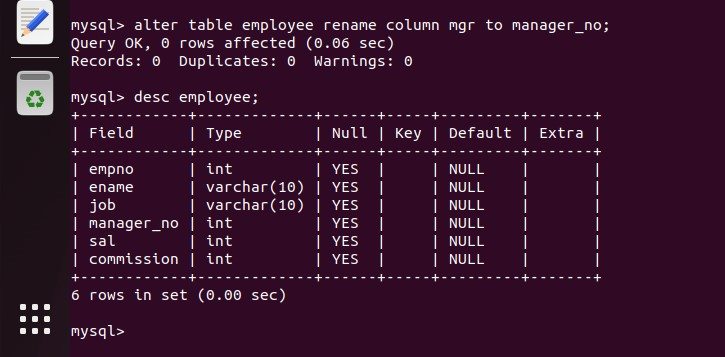 mysql> alter table employee rename column mgr to manager_no;
Query OK, 0 rows affected (0.06 sec)
Records: 0  Duplicates: 0  Warnings: 0
mysql> desc employee;
+------------+-------------+------+-----+---------+-------+
| Field      | Type        | Null | Key | Default | Extra |
+------------+-------------+------+-----+---------+-------+
| empno      | int         | YES  |     | NULL    |       |
| ename      | varchar(10) | YES  |     | NULL    |       |
| job        | varchar(10) | YES  |     | NULL    |       |
| manager_no | int         | YES  |     | NULL    |       |
| sal        | int         | YES  |     | NULL    |       |
| commission | int         | YES  |     | NULL    |       |
+------------+-------------+------+-----+---------+-------+
6 rows in set (0.00 sec)
mysql>